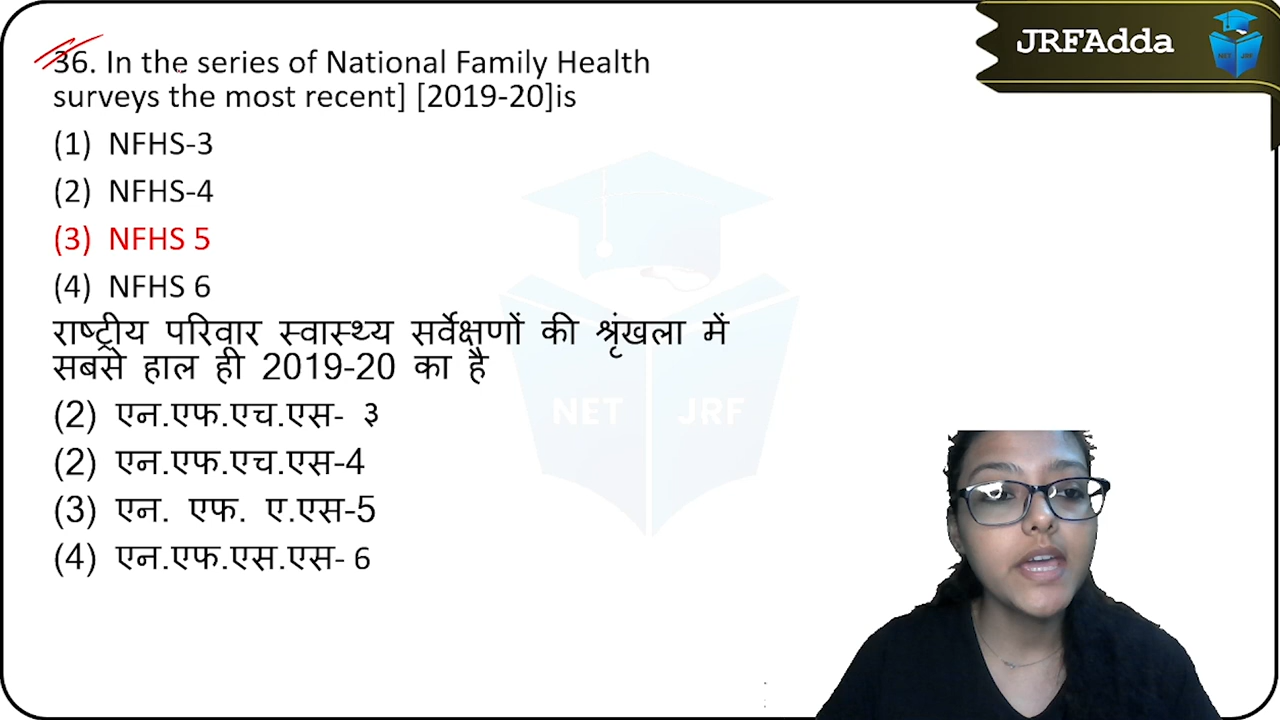 JRFAdda
NET JRF
36. In the series of National Family Health
surveys the most recent] [2019-20]is
(1) NFHS-3
(2) NFHS-4
(3) NFHS 5
(4) NFHS 6
राष्ट्रीय परिवार स्वास्थ्य सर्वेक्षणों की श्रृंखला में
सबसे हाल ही 2019-20 का है
(2) एन.एफ.एच.एस- ३
(2) एन.एफ.एच.एस-4
(3) एन. एफ. ए.एस-5
(4) एन.एफ.एस.एस- 6
NET JRF